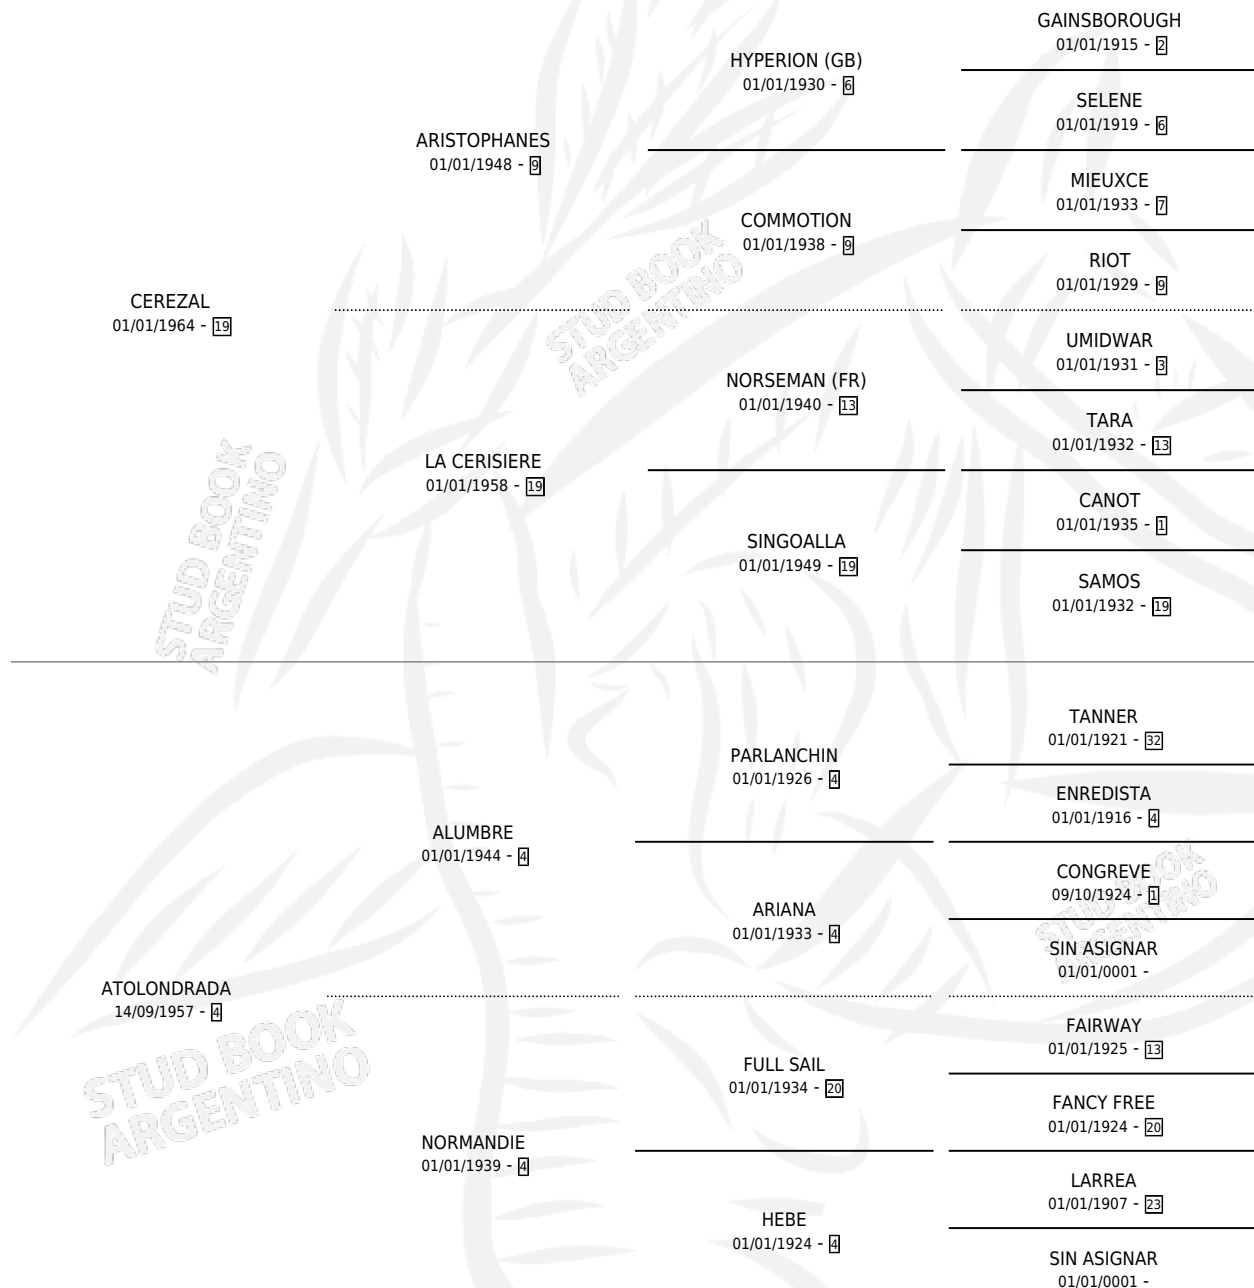 GAINSBOROUGH
01/01/1915 - 2
HYPERION (GB)
01/01/1930 - 6
SELENE
01/01/1919 - 6
ARISTOPHANES
01/01/1948 - 9
MIEUXCE
01/01/1933 - 7
COMMOTION
01/01/1938 - 9
RIOT
01/01/1929 - 9
CEREZAL
01/01/1964 - 19
UMIDWAR
01/01/1931 - 3
NORSEMAN (FR)
01/01/1940 - 13
TARA
01/01/1932 - 13
LA CERISIERE
01/01/1958 - 19
CANOT
01/01/1935 - 1
SINGOALLA
01/01/1949 - 19
SAMOS
01/01/1932 - 19
TANNER
01/01/1921 - 32
PARLANCHIN
01/01/1926 - 4
ENREDISTA
01/01/1916 - 4
ALUMBRE
01/01/1944 - 4
CONGREVE
09/10/1924 - 1
ARIANA
01/01/1933 - 4
SIN ASIGNAR
01/01/0001 -
ATOLONDRADA
14/09/1957 - 4
FAIRWAY
01/01/1925 - 13
FULL SAIL
01/01/1934 - 20
FANCY FREE
01/01/1924 - 20
NORMANDIE
01/01/1939 - 4
LARREA
01/01/1907 - 23
HEBE
01/01/1924 - 4
SIN ASIGNAR
01/01/0001 -
STUD BOOK
ARGENTINO
STUD BOOK
ARGENTINO
STUD BOOK
ARGENTINO
STUD BOOK
ARGENTINO